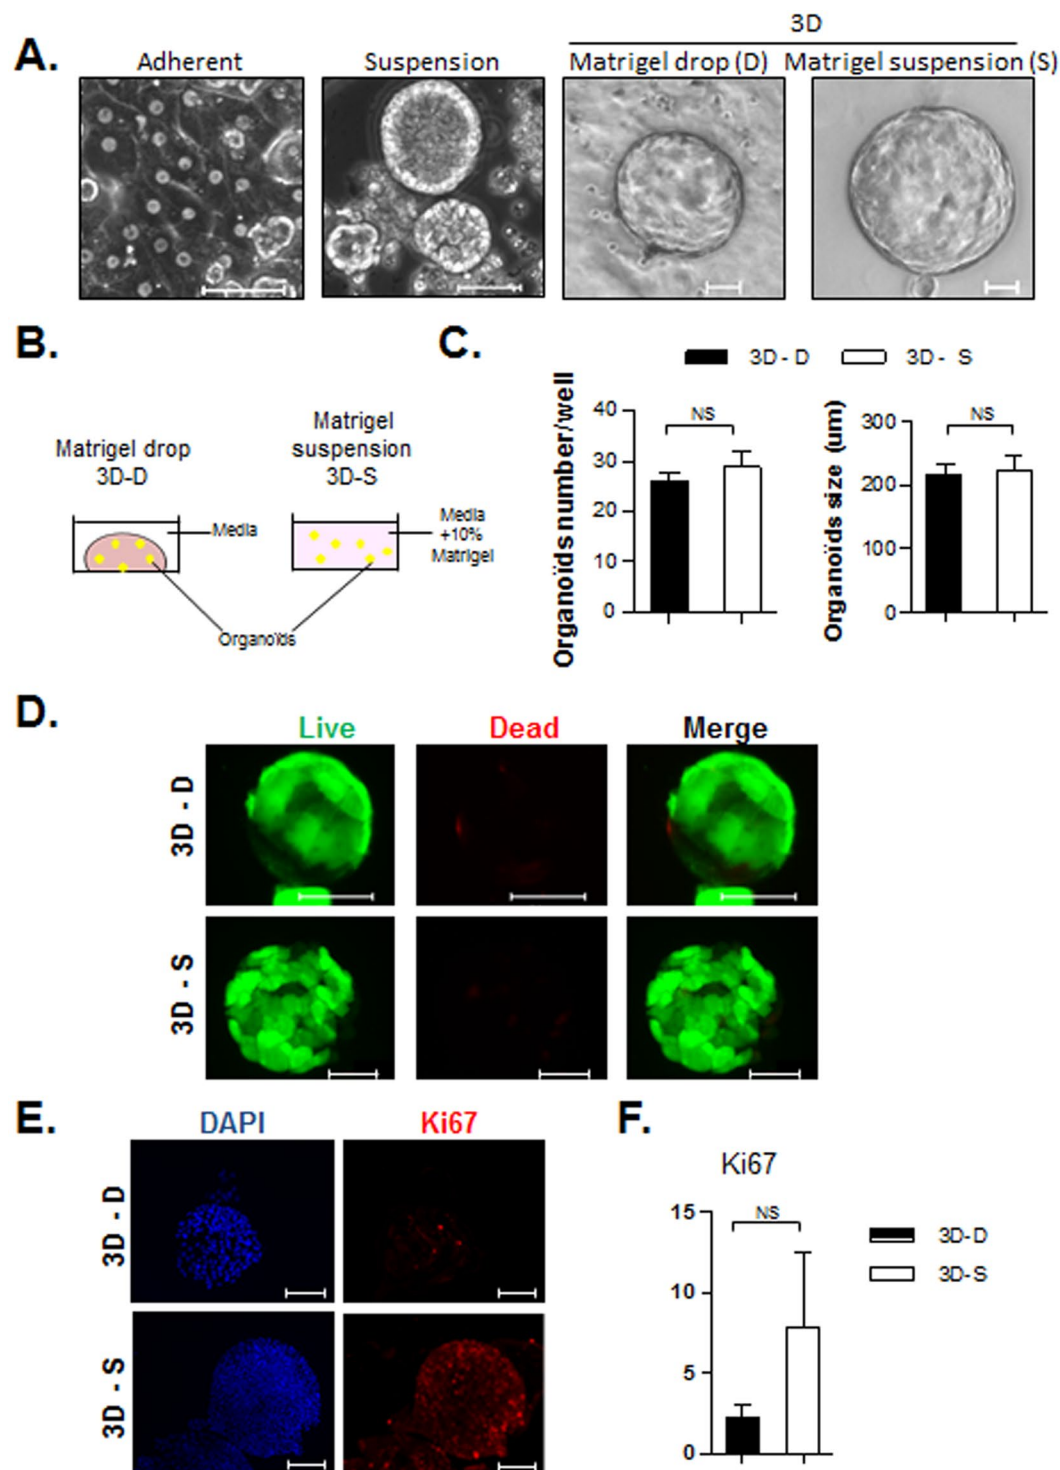 A.
3D
Adherent
Suspension
Matrigel drop (D)
Matrigel suspension (S)
B.
Matrigel drop
3D-D
Matrigel
suspension
3D-S
Media
Media
+10%
Matrigel
Organoïds
C.
3D - D
3D - S
Organoïds number/well
40
30
20
10
0
NS
Organoïds size (um)
300
200
100
0
NS
D.
Live
Dead
Merge
3D - D
3D - S
E.
DAPI
Ki67
3D - D
3D - S
F.
Ki67
15
10
5
0
NS
3D-D
3D-S